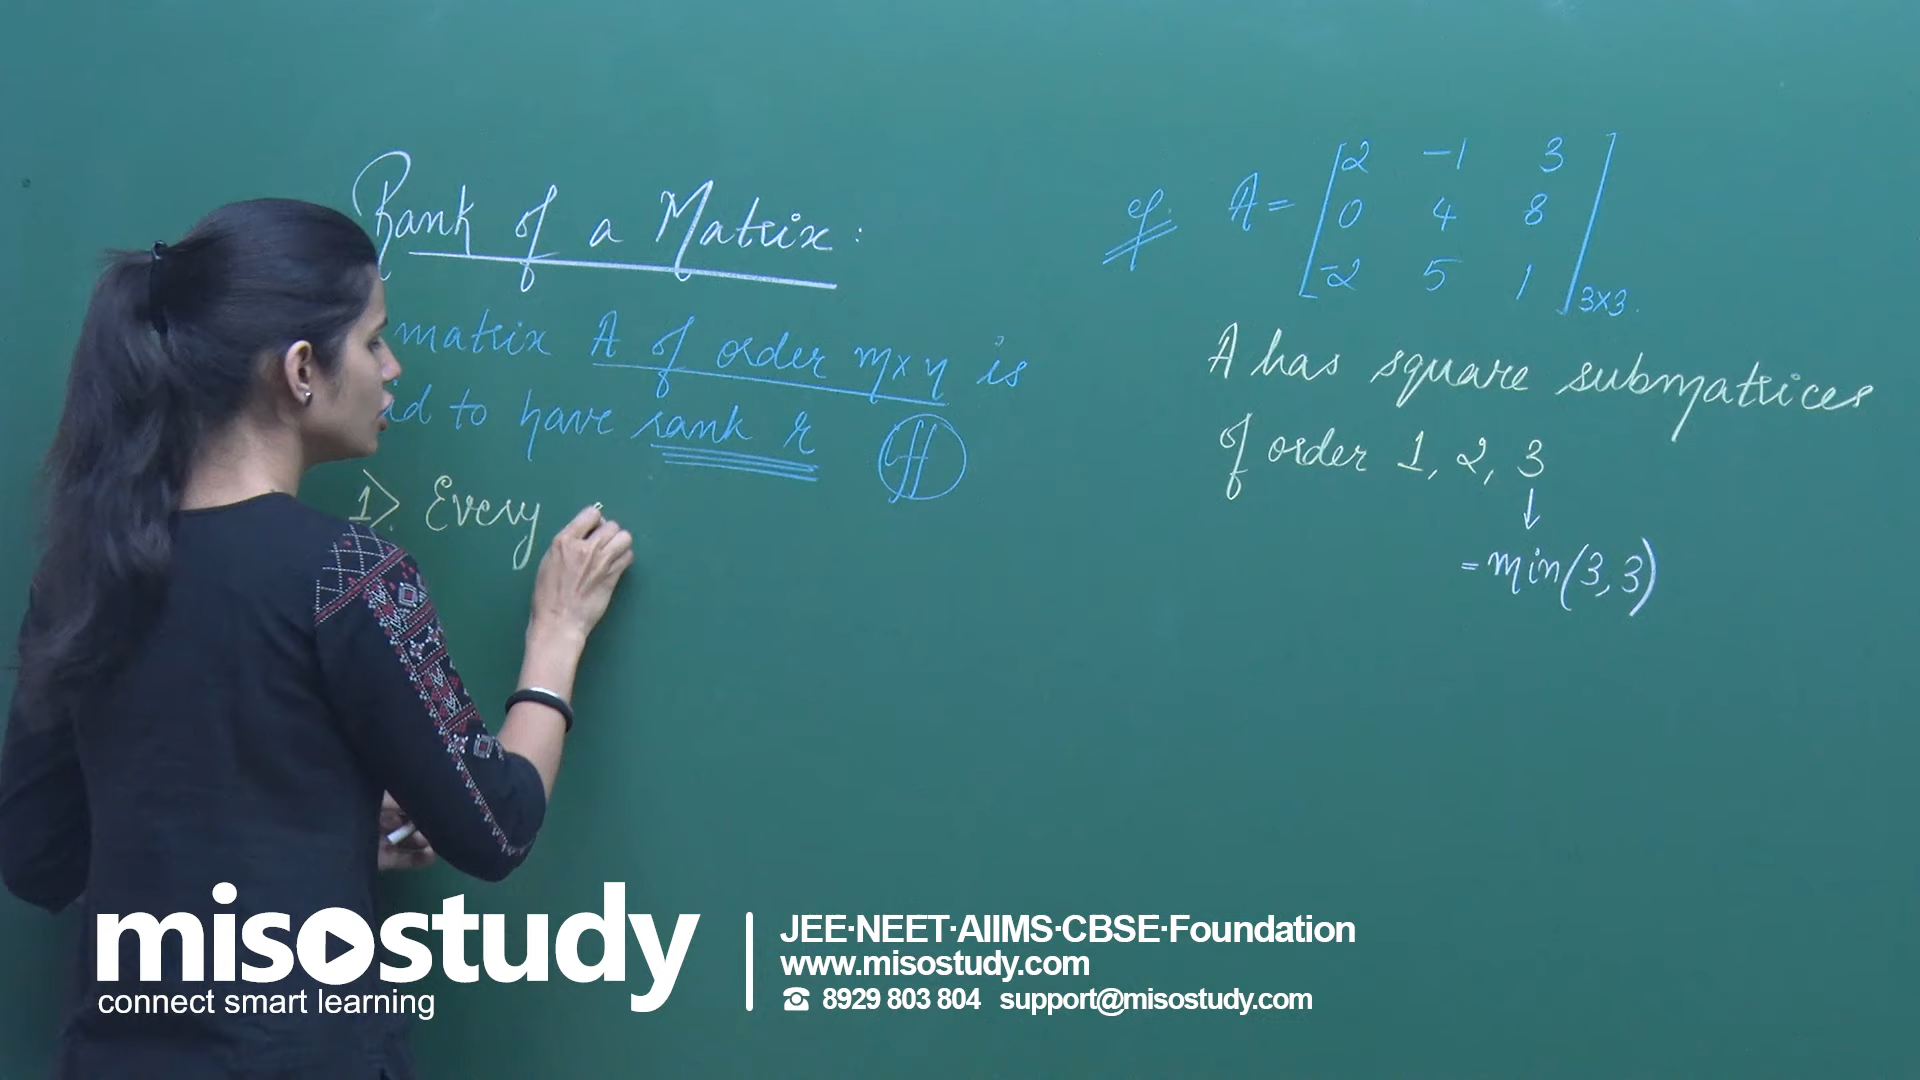 Rank of a Matrix:
matrix A of order m×n is
id to have rank r iff
1>. Every
eg. A = [2 -1 3
0 4 8
-2 5 1]3×3.
A has square submatrices
of order 1, 2, 3
↓
= min(3,3)
misostudy
connect smart learning
JEE·NEET·AIIMS·CBSE·Foundation
www.misostudy.com
☎ 8929 803 804 support@misostudy.com